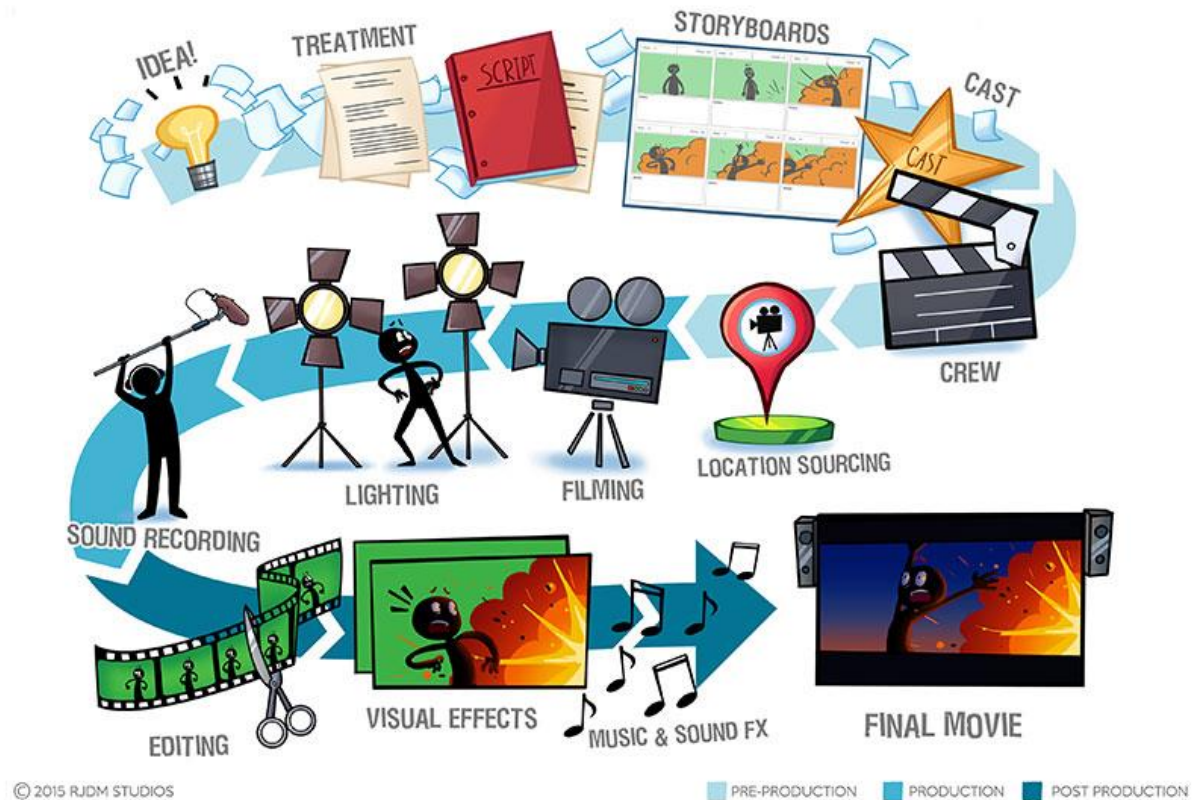 IDEA!
TREATMENT
SCRIPT
STORYBOARDS
CAST
CAST
CREW
LOCATION SOURCING
FILMING
LIGHTING
SOUND RECORDING
EDITING
VISUAL EFFECTS
MUSIC & SOUND FX
FINAL MOVIE
© 2015 RJDM STUDIOS
PRE-PRODUCTION
PRODUCTION
POST PRODUCTION